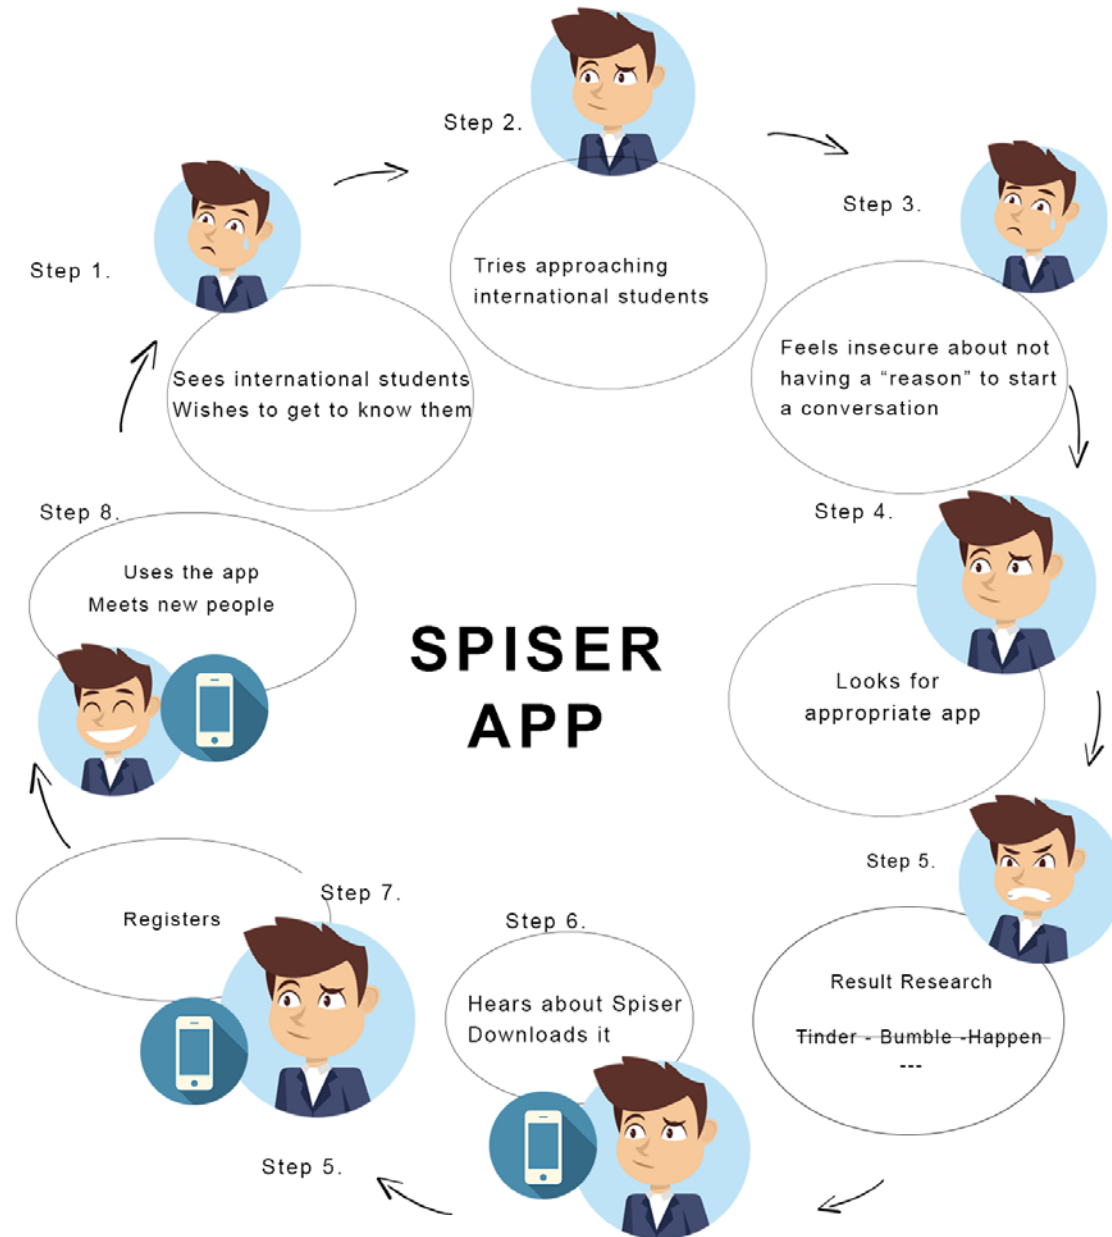 Step 1.
Sees international students
Wishes to get to know them
Step 2.
Tries approaching
international students
Step 3.
Feels insecure about not
having a “reason” to start
a conversation
Step 4.
Looks for
appropriate app
Step 5.
Result Research
Tinder - Bumble -Happen
---
Step 6.
Hears about Spiser
Downloads it
Step 7.
Registers
Step 5.
Step 8.
Uses the app
Meets new people
SPISER
APP